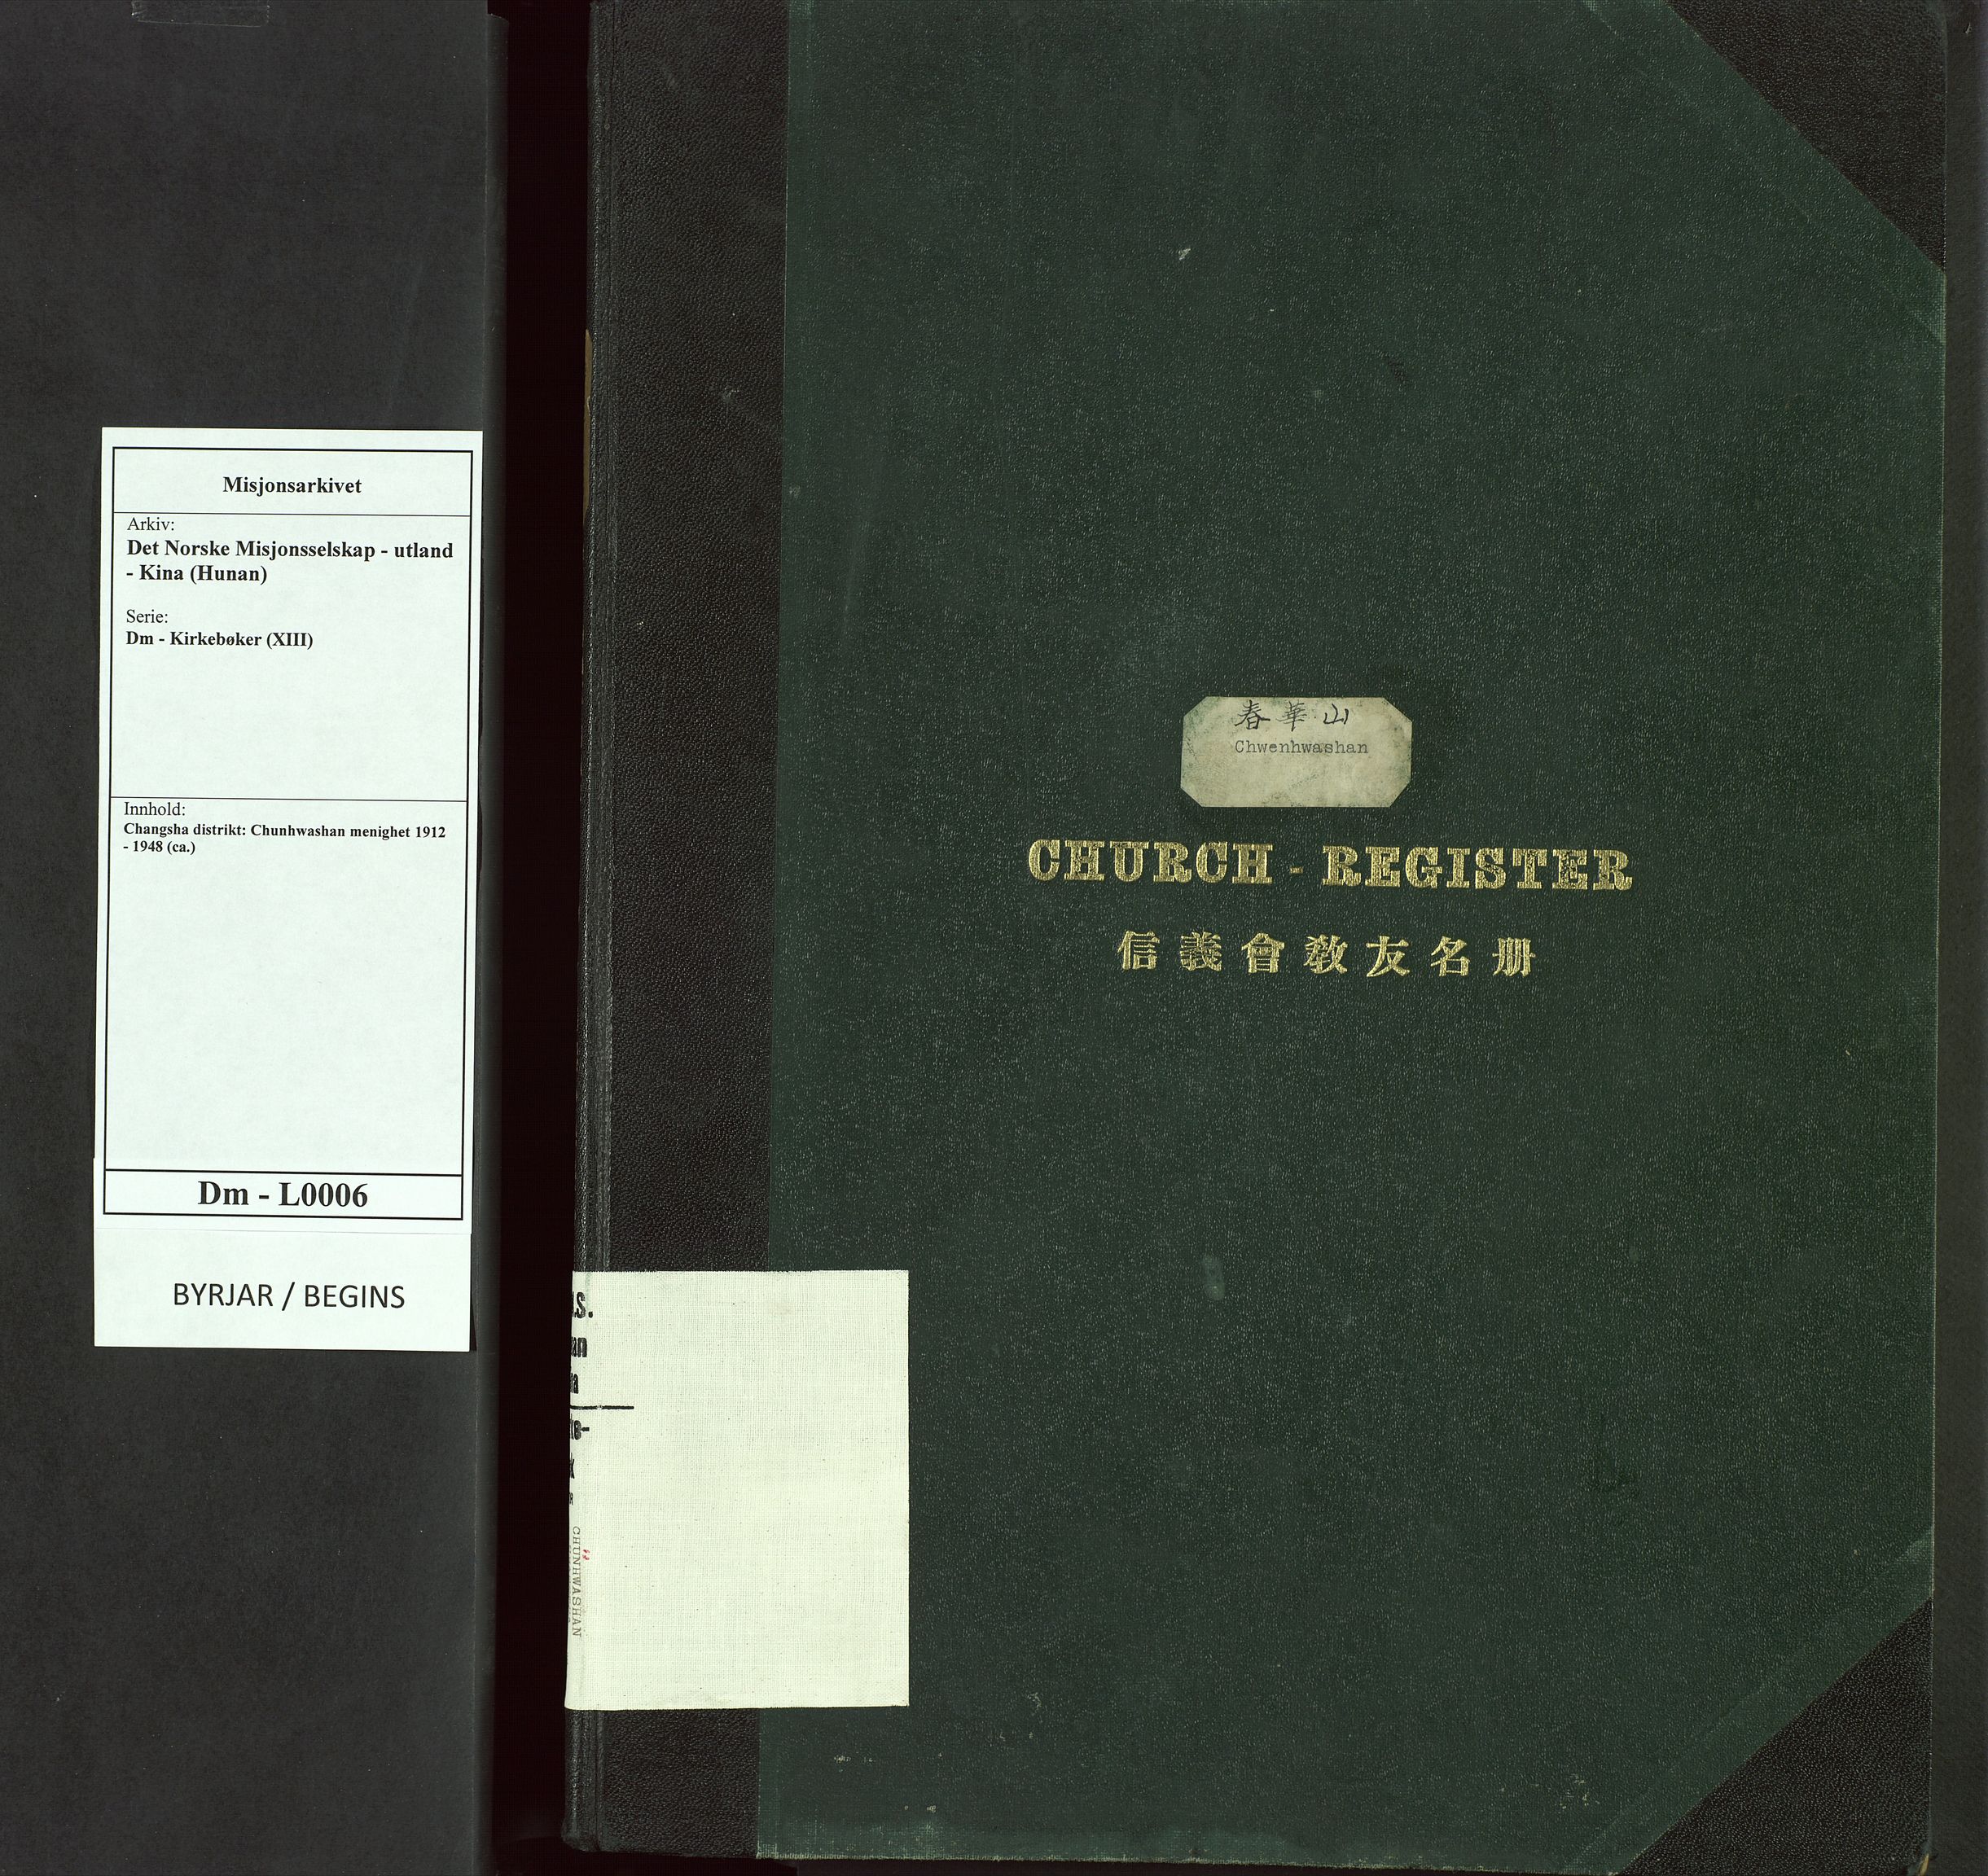 Misjonsarkivet
Arkiv:
Det Norske Misjonsselskap - utland
- Kina (Hunan)
Serie:
Dm - Kirkebøker (XIII)
Innhold:
Changsha distrikt: Chunhwashan menighet 1912
- 1948 (ca.)
Dm - L0006
BYRJAR / BEGINS
春華山
Chwenhwashan
CHURCH - REGISTER
信義會教友名册
CHUNHWASHAN